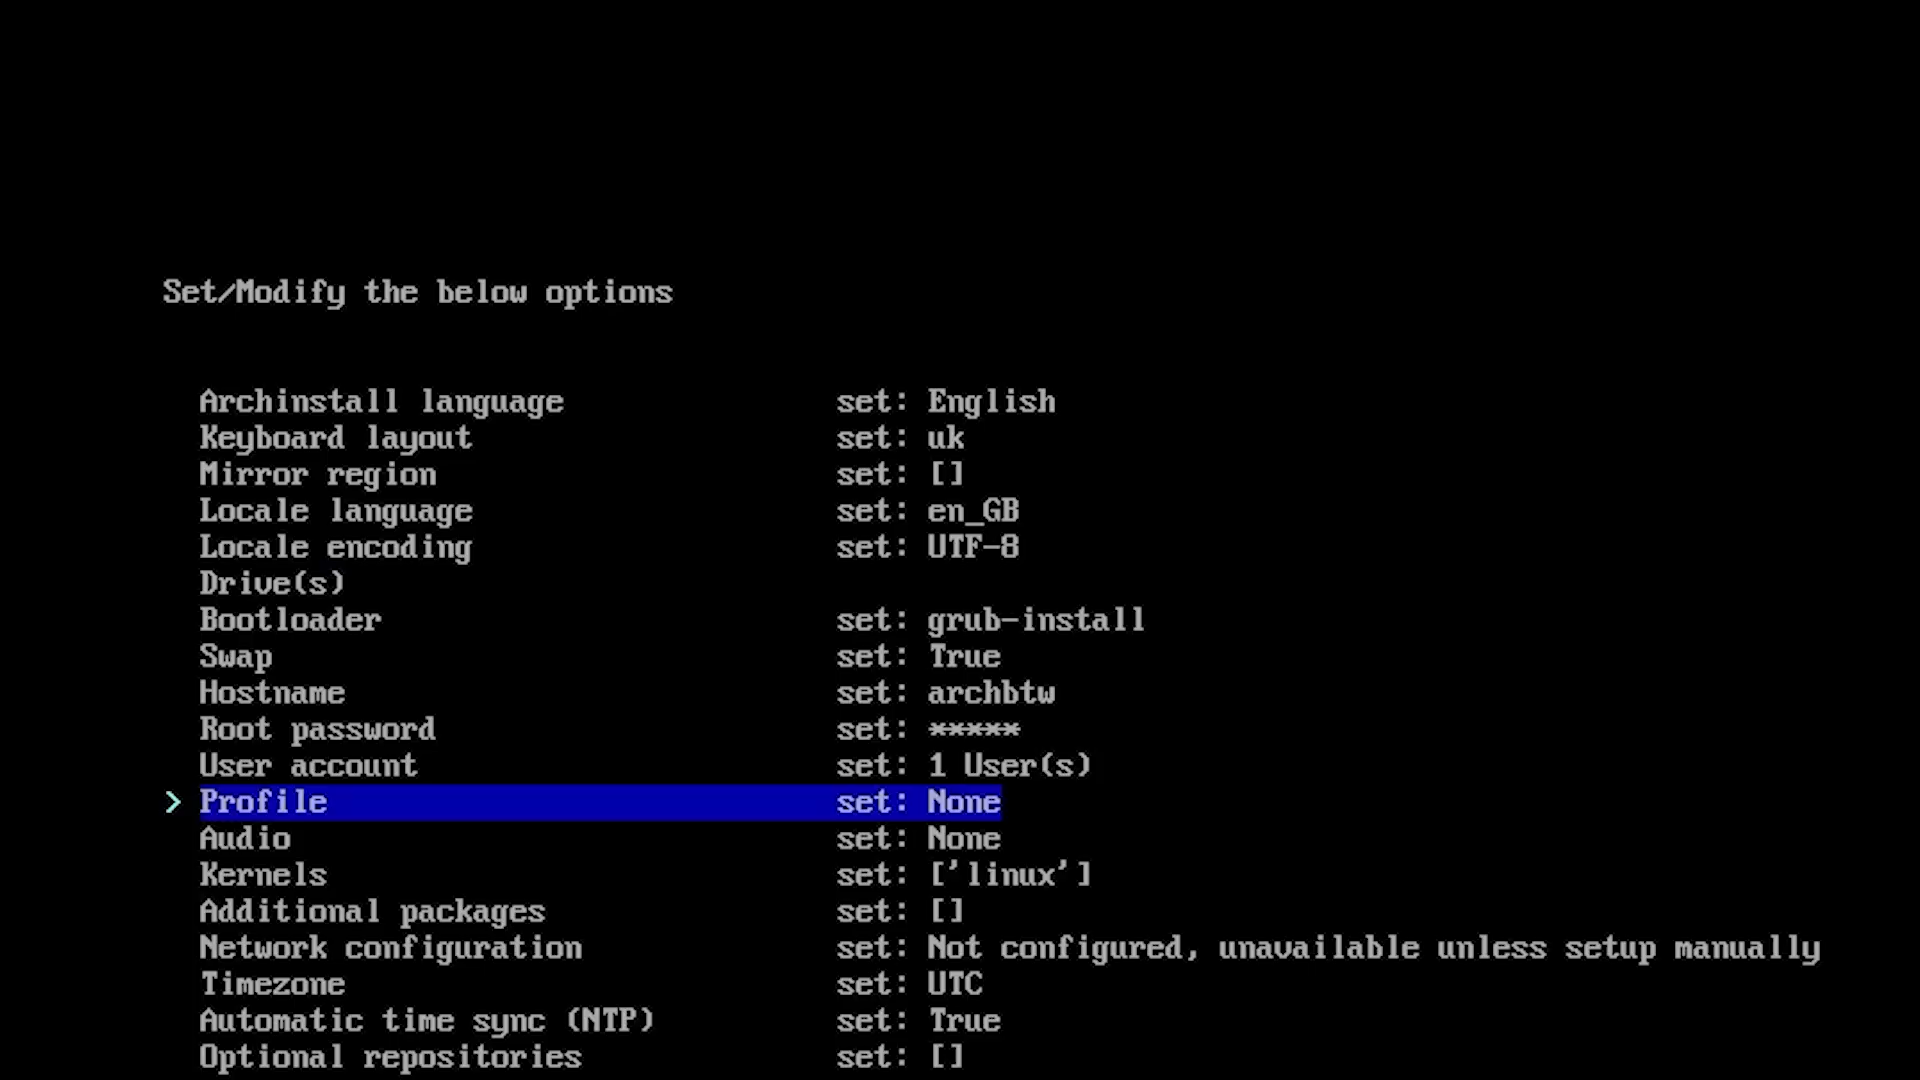 Set/Modify the below options
Archinstall language set: English
Keyboard layout set: uk
Mirror region set: []
Locale language set: en_GB
Locale encoding set: UTF-8
Drive(s)
Bootloader set: grub-install
Swap set: True
Hostname set: archbtw
Root password set: *****
User account set: 1 User(s)
> Profile set: None
Audio set: None
Kernels set: ['linux']
Additional packages set: []
Network configuration set: Not configured, unavailable unless setup manually
Timezone set: UTC
Automatic time sync (NTP) set: True
Optional repositories set: []